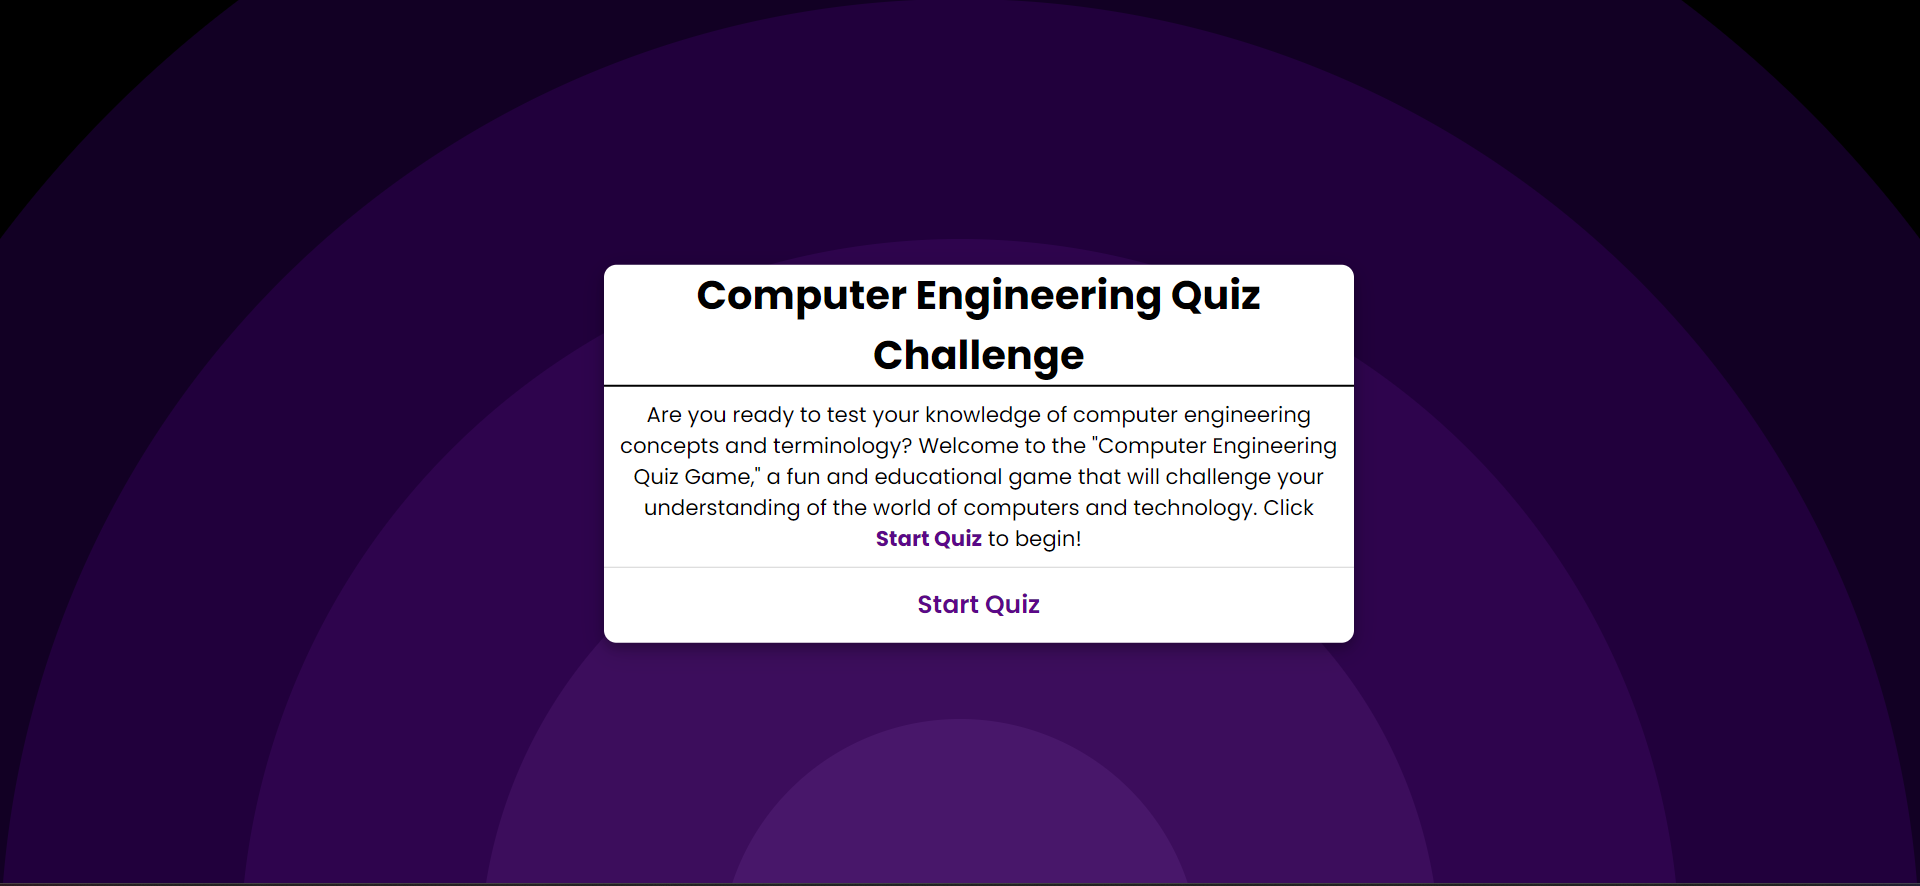 Computer Engineering Quiz
Challenge
Are you ready to test your knowledge of computer engineering
concepts and terminology? Welcome to the "Computer Engineering
Quiz Game," a fun and educational game that will challenge your
understanding of the world of computers and technology. Click
Start Quiz to begin!
Start Quiz